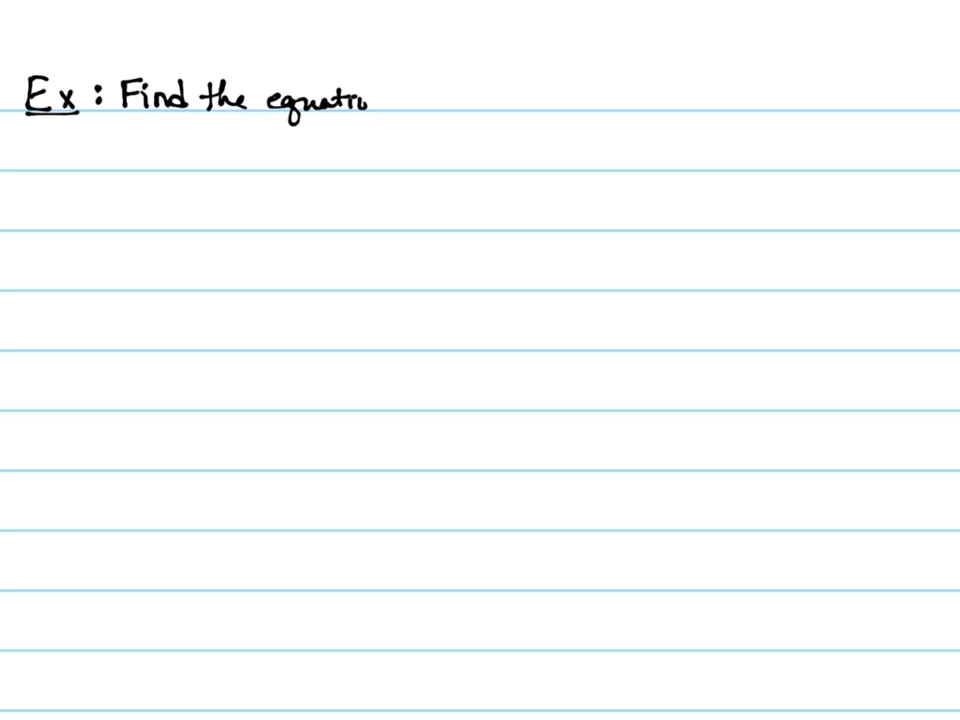 Ex : Find the equatio